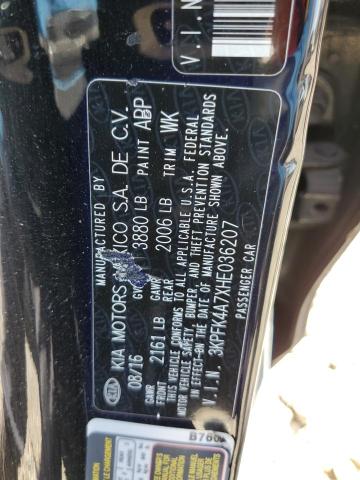 V.I.N
MANUFACTURED BY
KIA MOTORS MEXICO S.A. DE C.V.
08/16 3880 LB PAINT ABP
GAWR FRONT 2161 LB GAWR REAR 2006 LB TRIM WK
THIS VEHICLE CONFORMS TO ALL APPLICABLE U.S.A. FEDERAL
MOTOR VEHICLE SAFETY, BUMPER, AND THEFT PREVENTION STANDARDS
IN EFFECT ON THE DATE OF MANUFACTURE SHOWN ABOVE.
V.I.N. 3KPFK4A7XHE036207
PASSENGER CAR
KIA